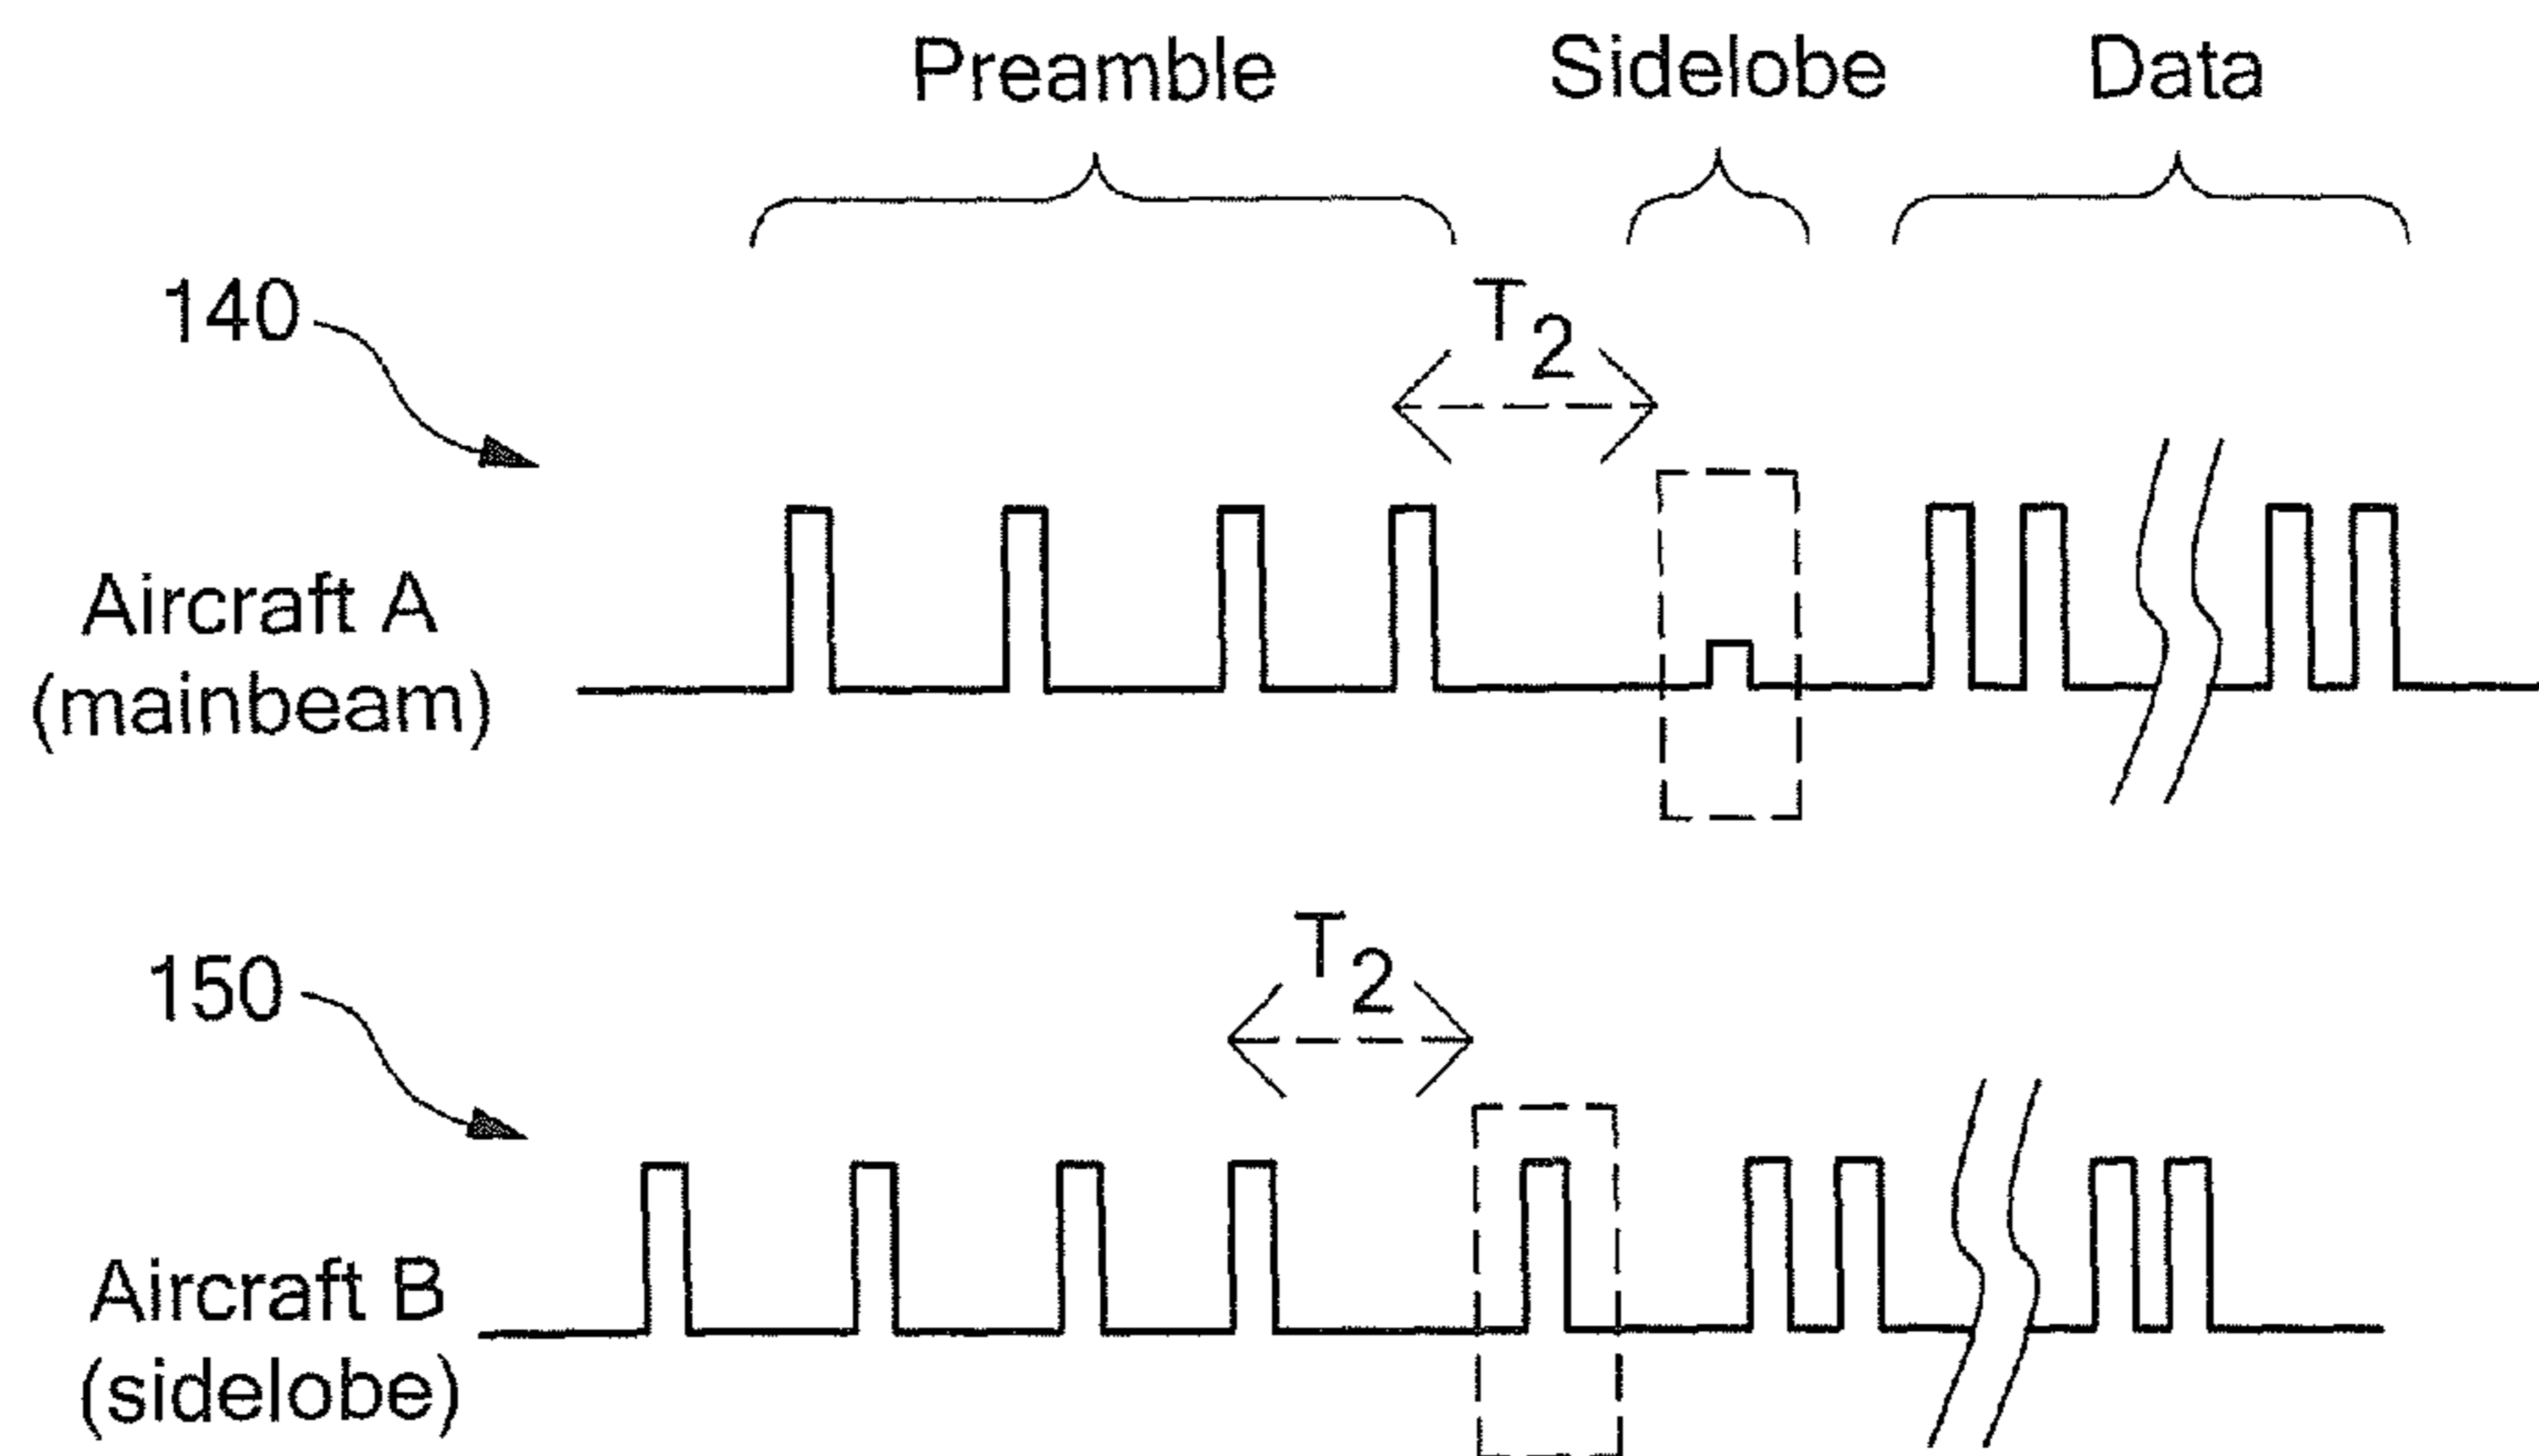 Preamble Sidelobe Data
140
T2
Aircraft A
(mainbeam)
150
T2
Aircraft B
(sidelobe)